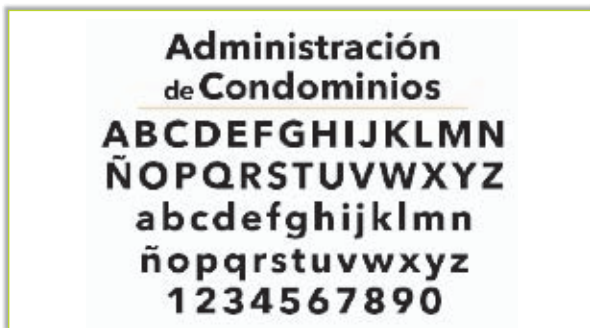 Administración
de Condominios
ABCDEFGHIJKLMN
ÑOPQRSTUVWXYZ
abcdefghijklmn
ñopqrstuvwxyz
1234567890